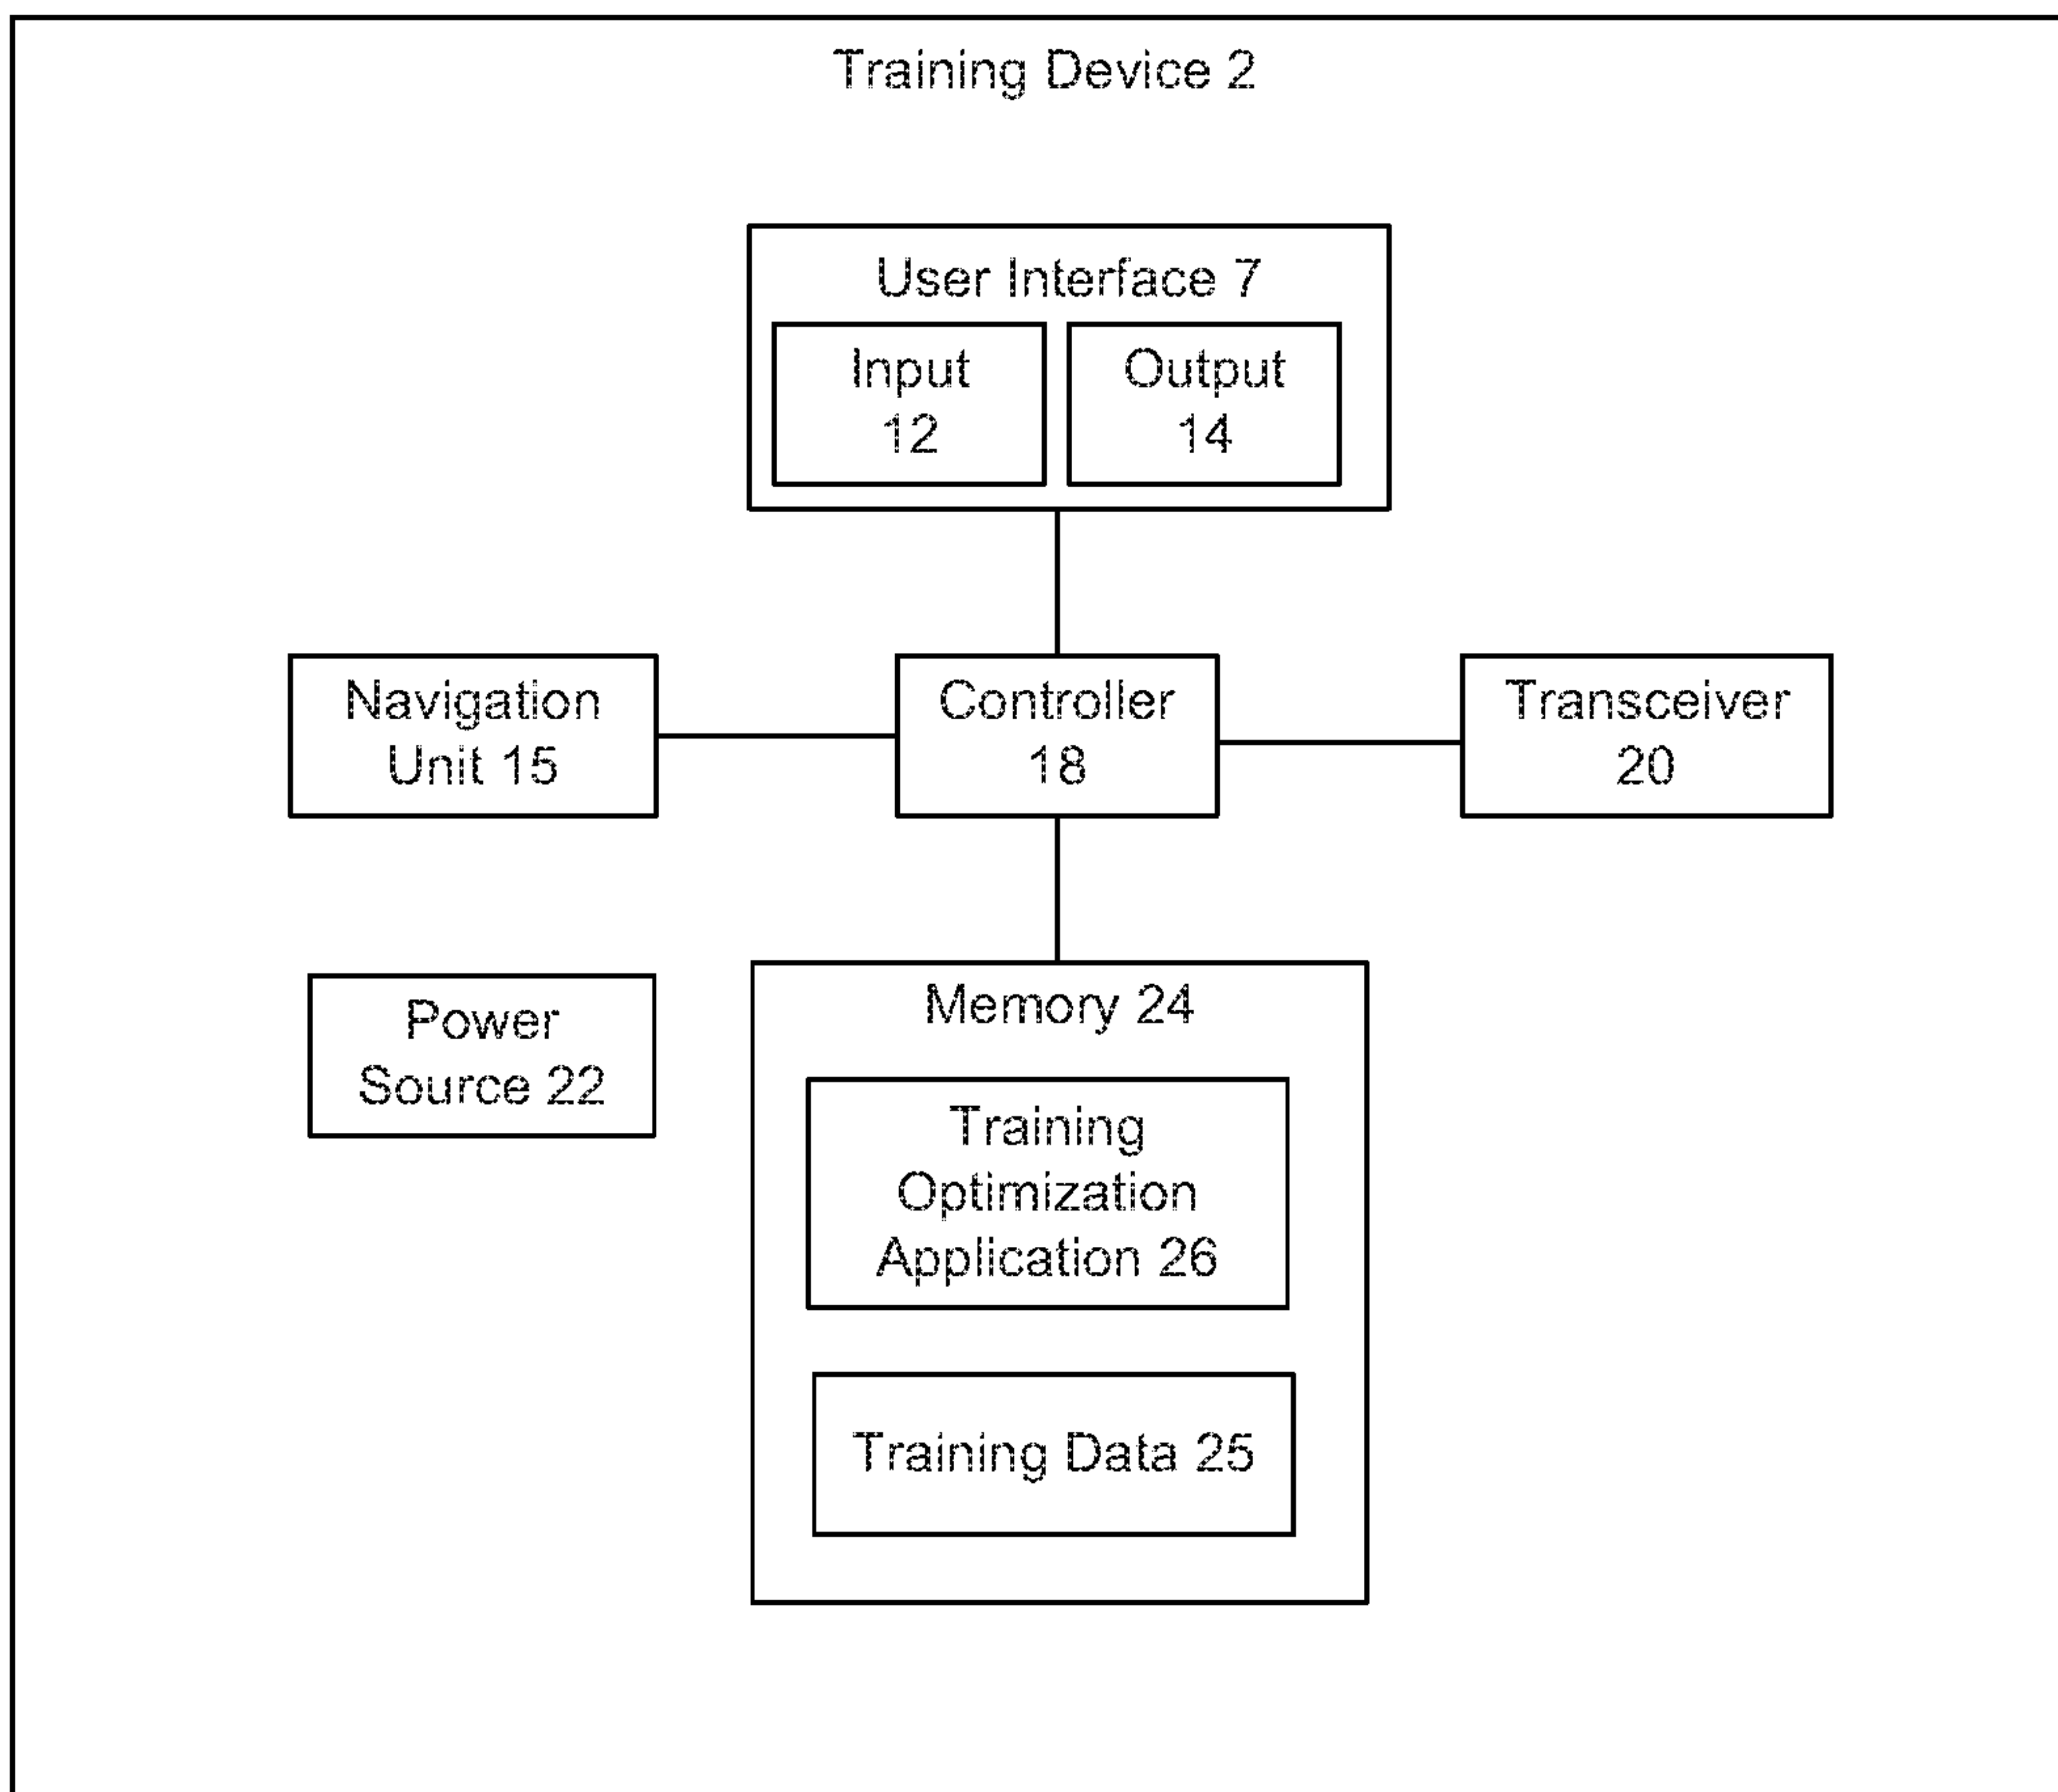 Training Device 2
User Interface 7
Input
12
Output
14
Navigation
Unit 15
Controller
18
Transceiver
20
Power
Source 22
Memory 24
Training
Optimization
Application 26
Training Data 25